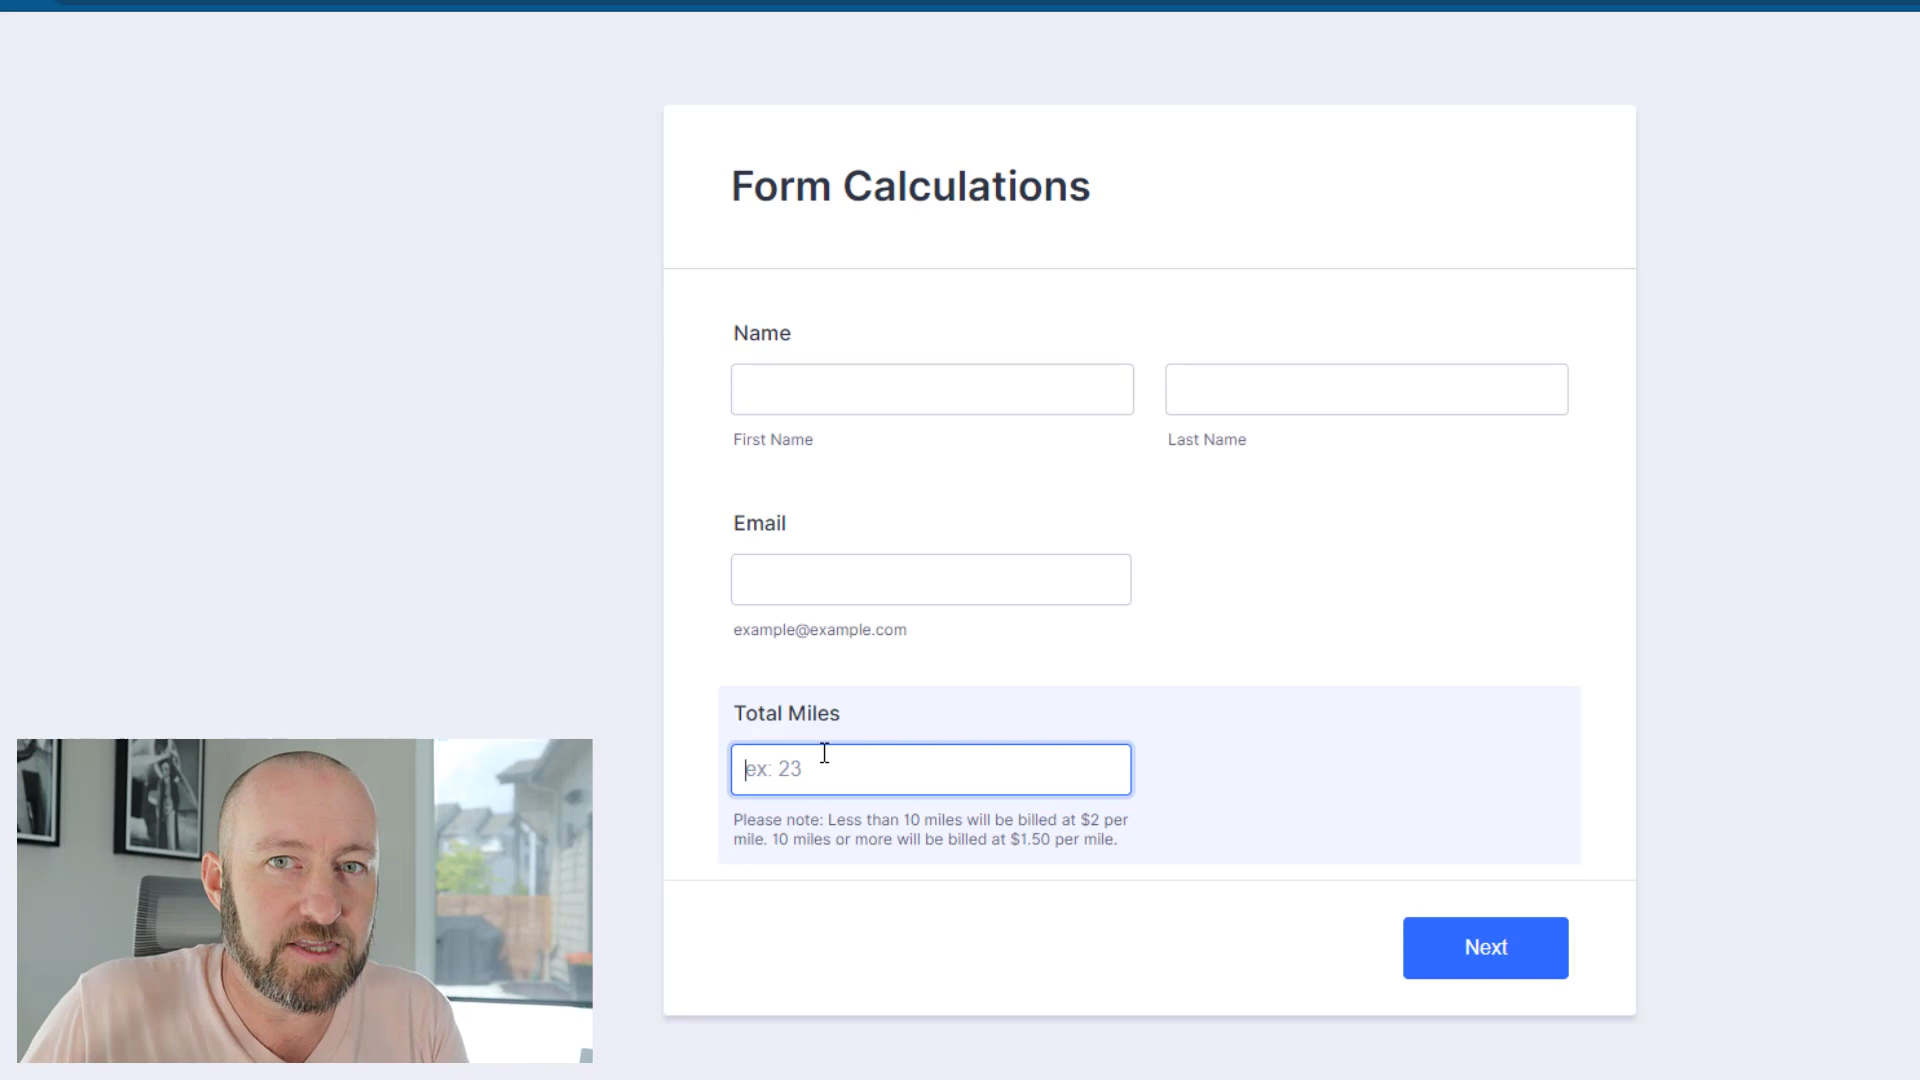 Form Calculations
Name
First Name
Last Name
Email
example@example.com
Total Miles
ex: 23
Please note: Less than 10 miles will be billed at $2 per
mile. 10 miles or more will be billed at $1.50 per mile.
Next